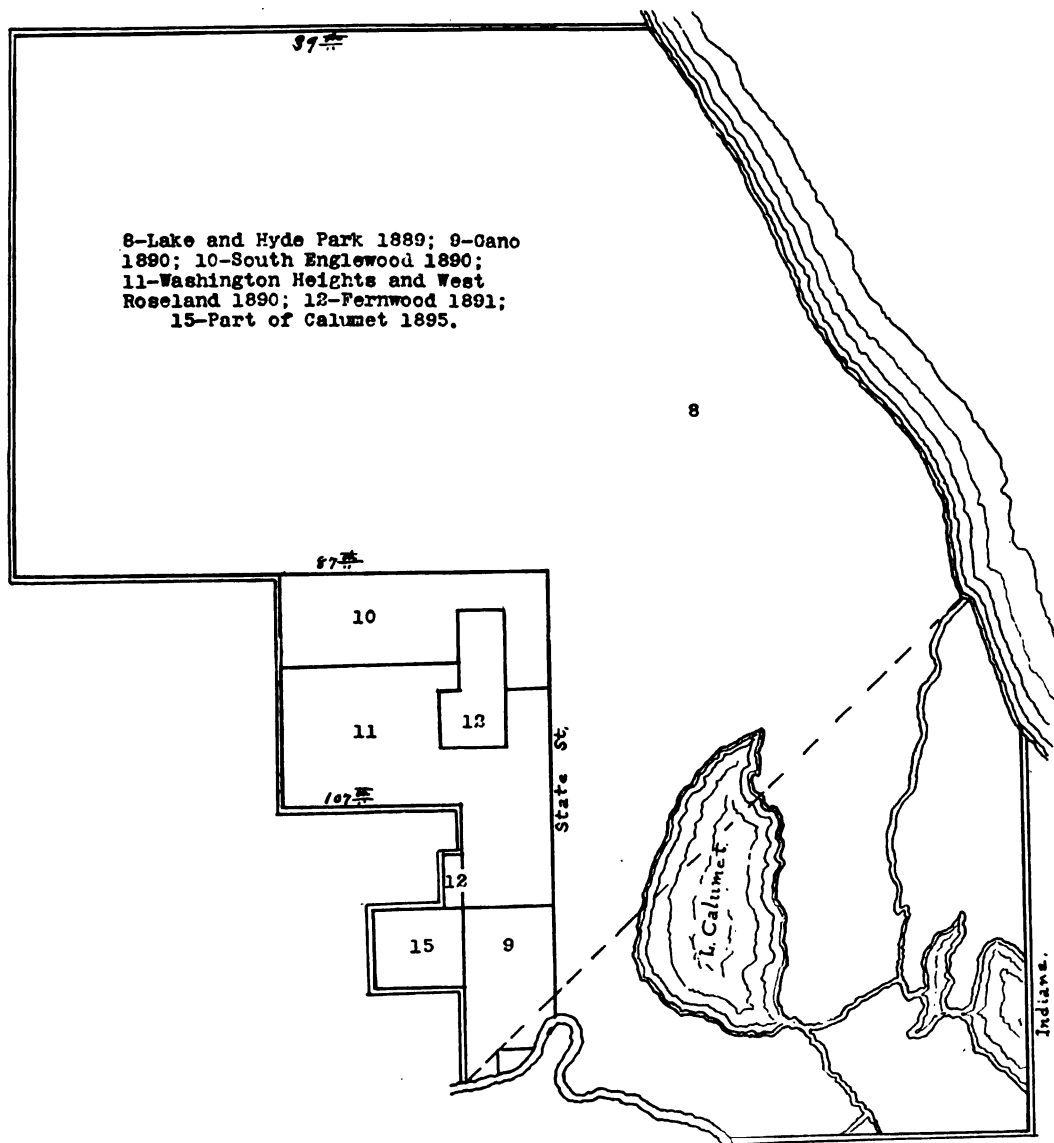 39th
8-Lake and Hyde Park 1889; 9-Gano
1890; 10-South Englewood 1890;
11-Washington Heights and West
Roseland 1890; 12-Fernwood 1891;
15-Part of Calumet 1895.
8
87th
10
11
12
State St.
107th
12
15
9
L. Calumet.
Indiana.